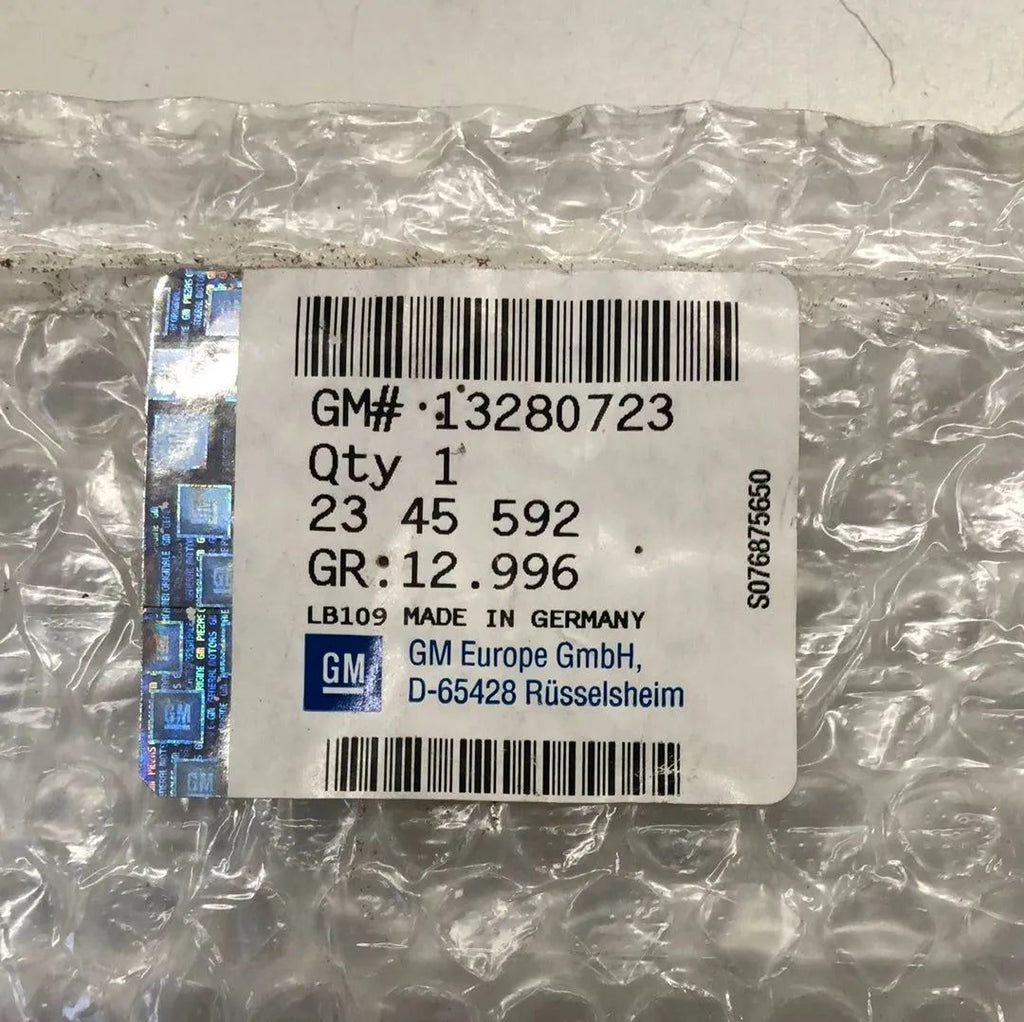 GM# 13280723
Qty 1
23 45 592
GR:12.996
LB109 MADE IN GERMANY
GM
GM Europe GmbH,
D-65428 Rüsselsheim
S076875650